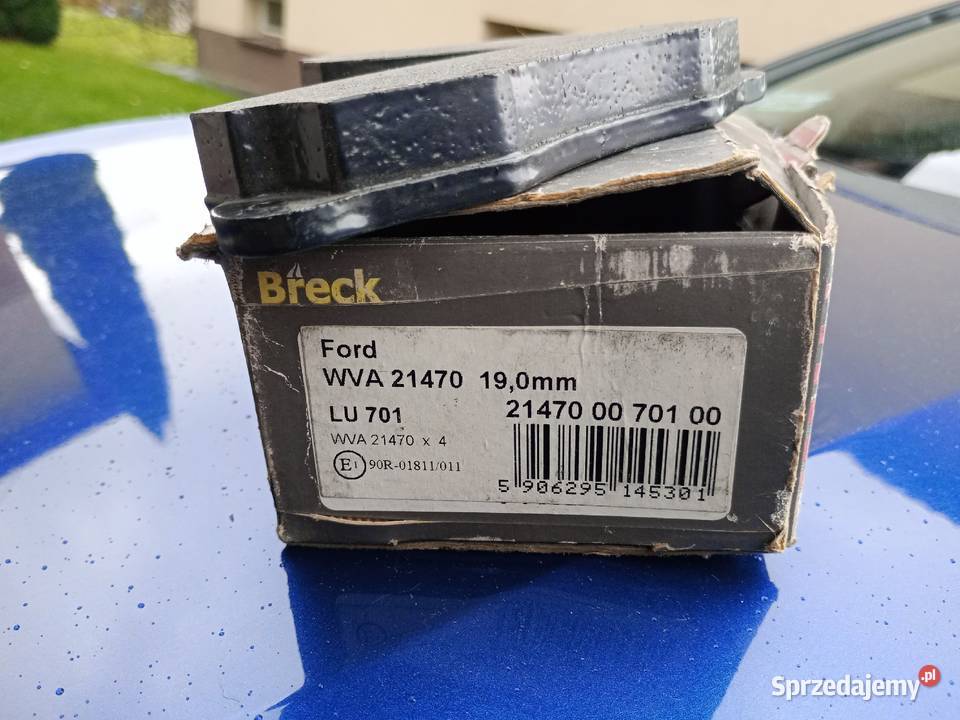 Breck
Ford
WVA 21470 19,0mm
LU 701
21470 00 701 00
WVA 21470 x 4
E1 90R-01811/011
5 906295 145301
Sprzedajemy.pl